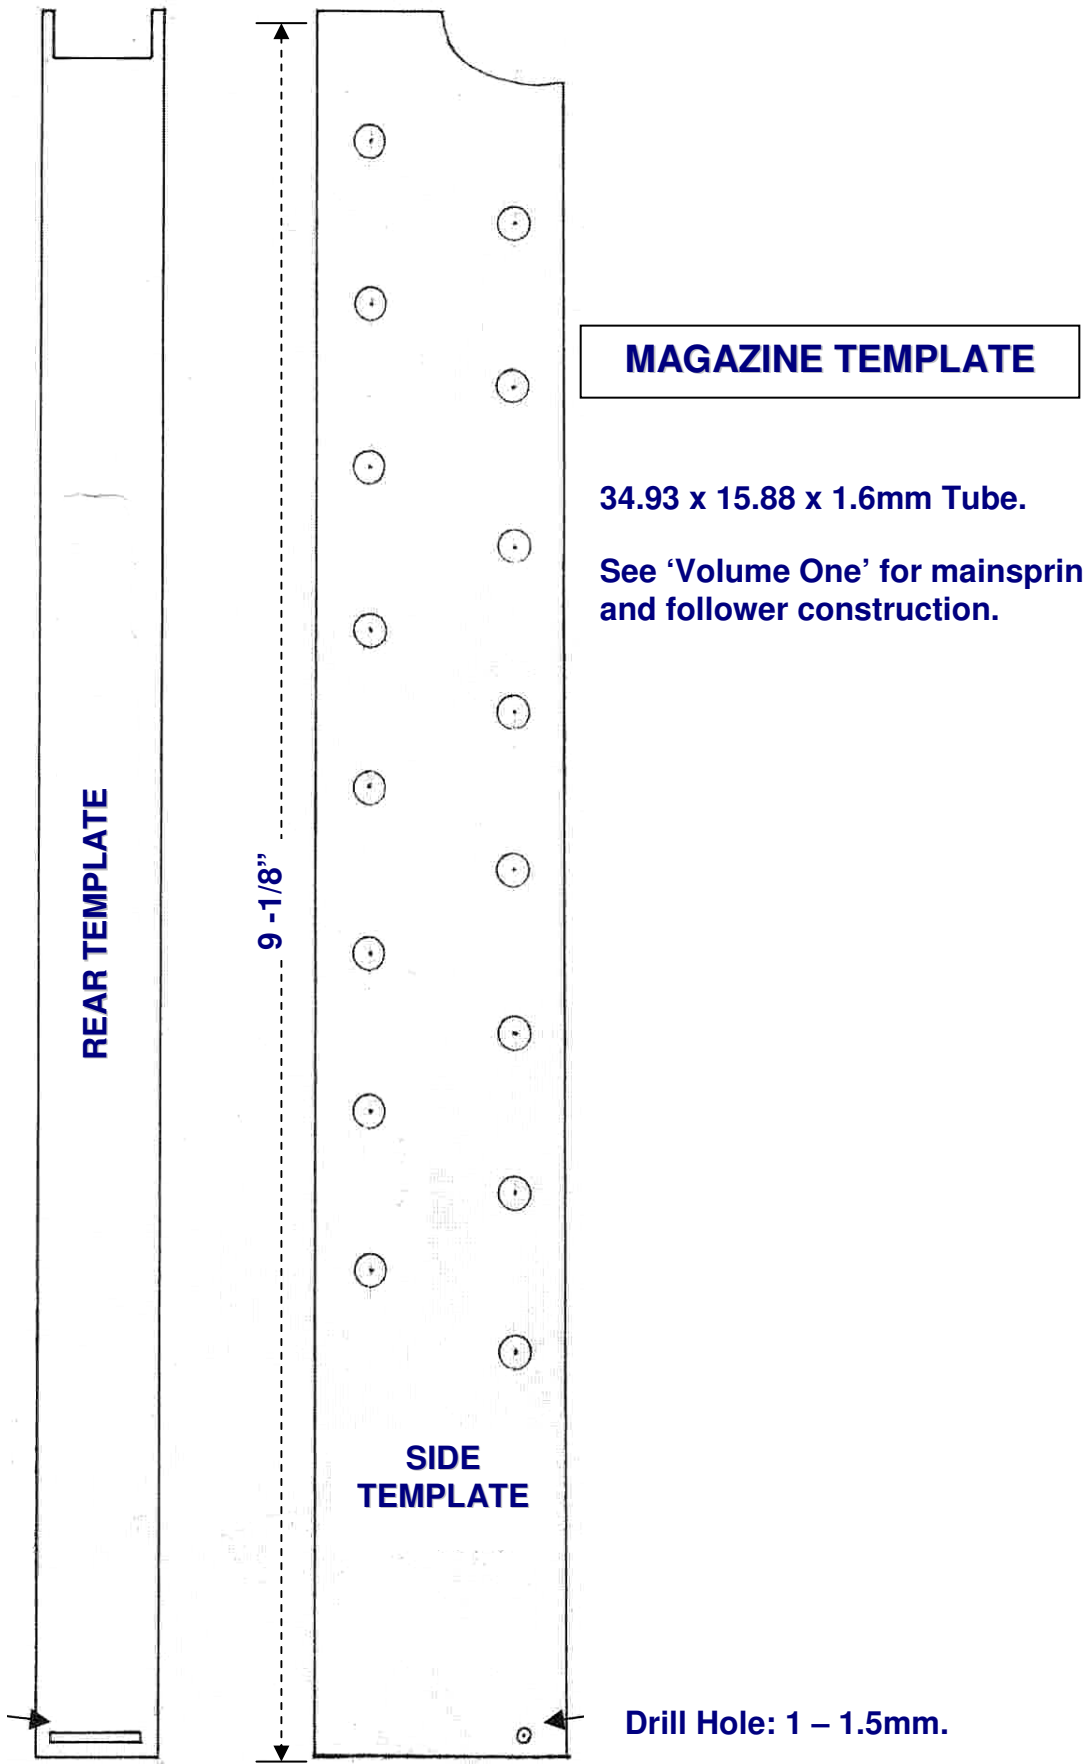 MAGAZINE TEMPLATE
34.93 x 15.88 x 1.6mm Tube.
See ‘Volume One’ for mainsprin
and follower construction.
REAR TEMPLATE
9 -1/8”
SIDE
TEMPLATE
Drill Hole: 1 – 1.5mm.